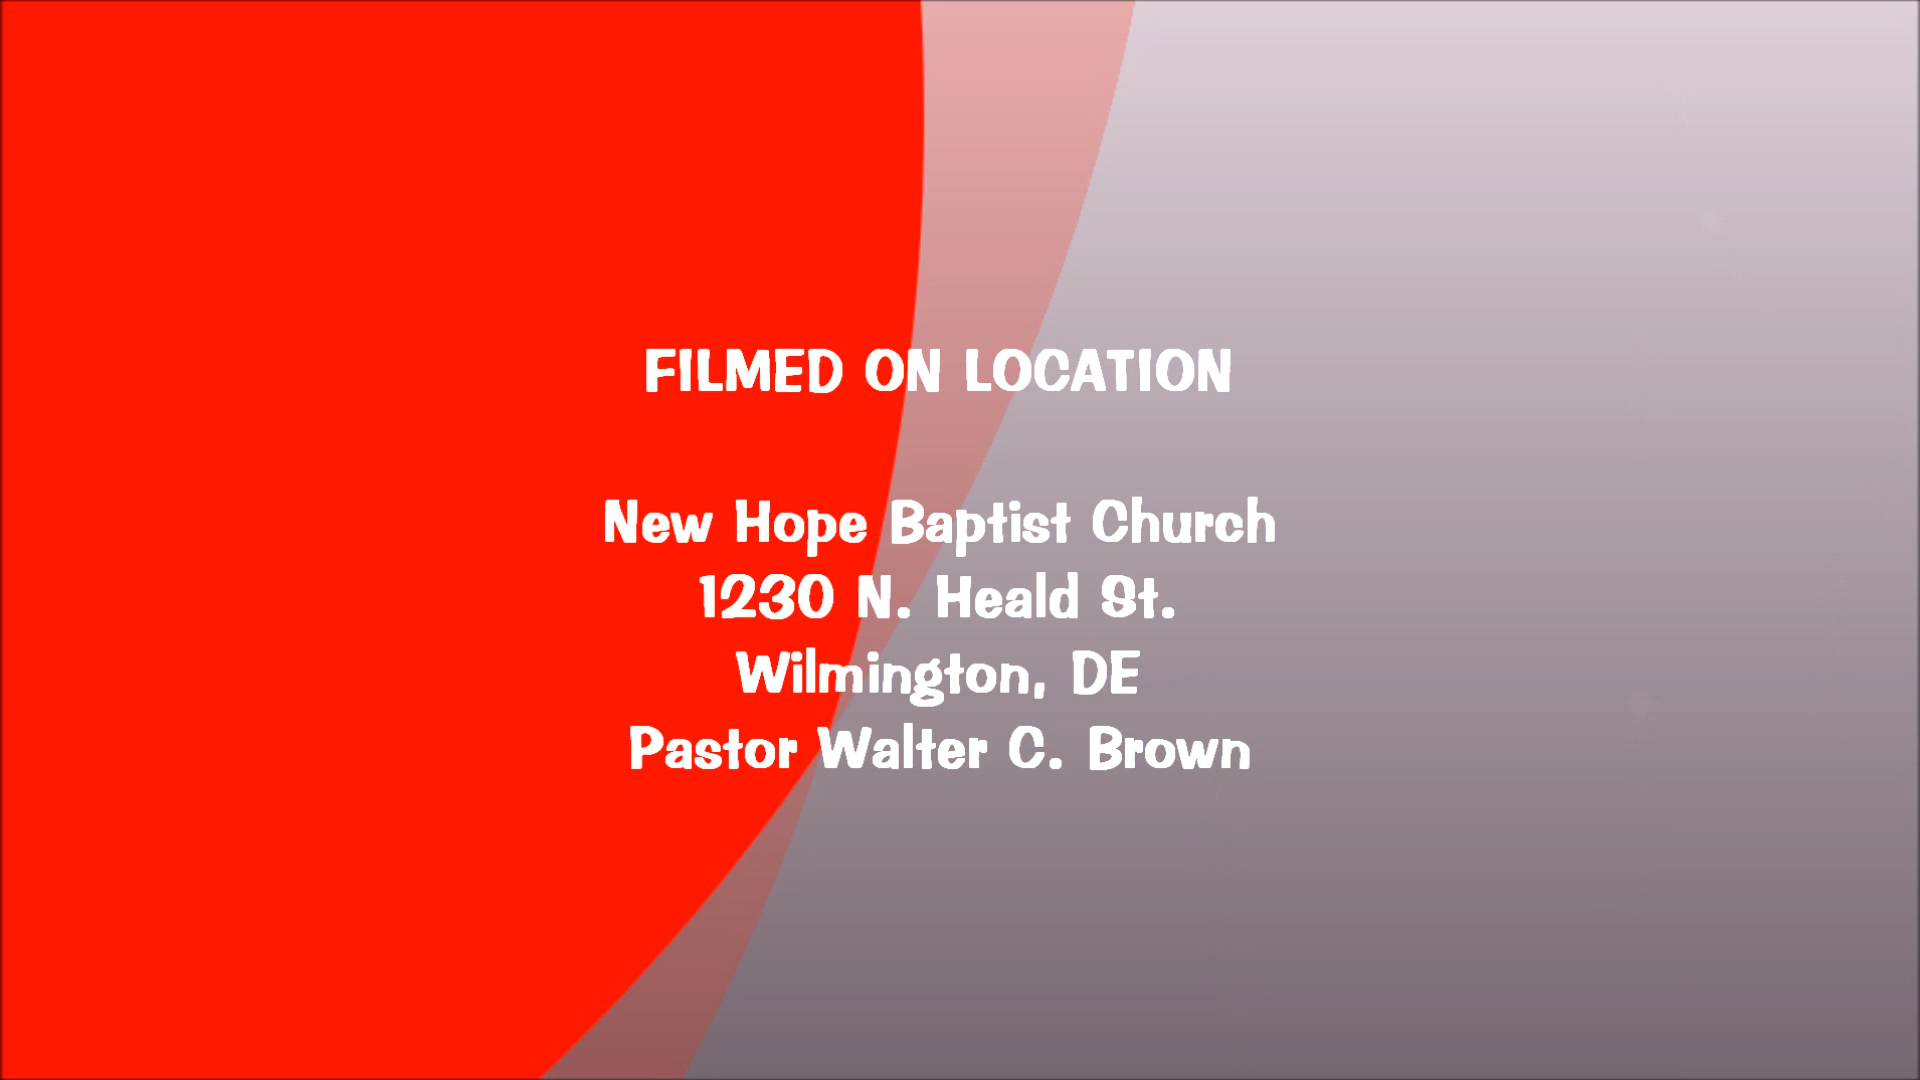 FILMED ON LOCATION
New Hope Baptist Church
1230 N. Heald St.
Wilmington, DE
Pastor Walter C. Brown